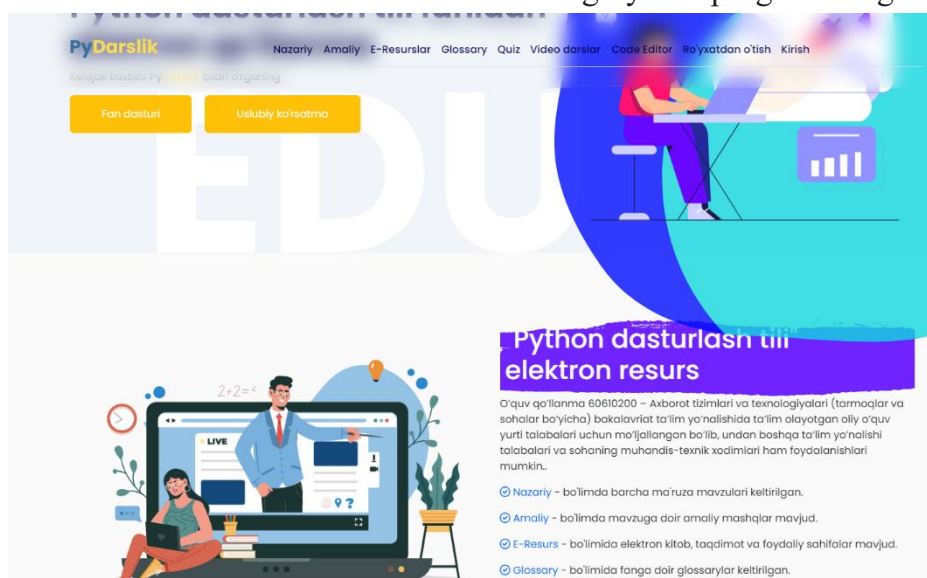 PyDarslik
Nazariy Amaliy E-Resurslar Glossary Quiz Video darslar Code Editor Ro'yxatdan o'tish Kirish
Fan dasturi Uslubiy ko'rsatma
EDU
"Python dasturlash tili"
elektron resurs
2+2=
LIVE
O'quv qo'llanma 60610200 – Axborot tizimlari va texnologiyalari (tarmoqlar va
sohalar bo'yicha) bakalavriat ta'lim yo'nalishida ta'lim olayotgan oliy o'quv
yurti talabalari uchun mo'ljallangan bo'lib, undan boshqa ta'lim yo'nalishi
talabalari va sohaning muhandis-texnik xodimlari ham foydalanishlari
mumkin..
Nazariy - bo'limda barcha ma'ruza mavzulari keltirilgan.
Amaliy - bo'limda mavzuga doir amaliy mashqlar mavjud.
E-Resurs - bo'limida elektron kitob, taqdimot va foydaliy sahifalar mavjud.
Glossary - bo'limida fanga doir glossarylar keltirilgan.